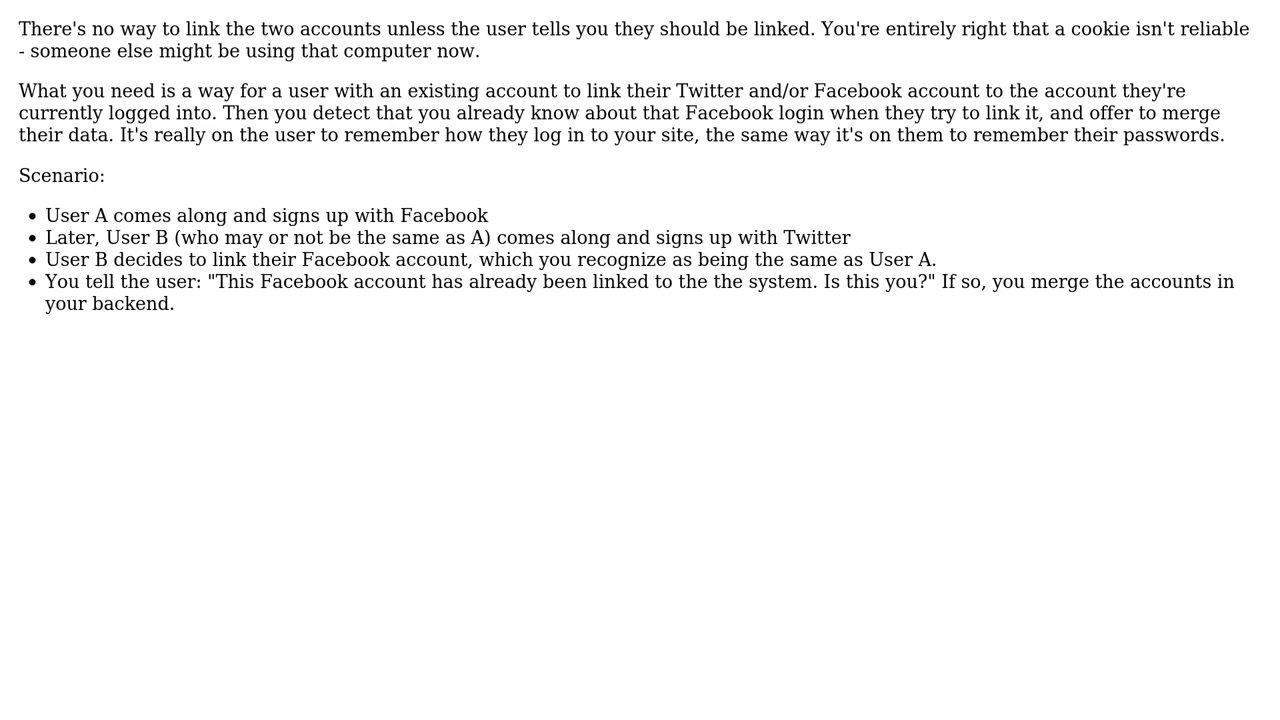 There's no way to link the two accounts unless the user tells you they should be linked. You're entirely right that a cookie isn't reliable
- someone else might be using that computer now.
What you need is a way for a user with an existing account to link their Twitter and/or Facebook account to the account they're
currently logged into. Then you detect that you already know about that Facebook login when they try to link it, and offer to merge
their data. It's really on the user to remember how they log in to your site, the same way it's on them to remember their passwords.
Scenario:
• User A comes along and signs up with Facebook
• Later, User B (who may or not be the same as A) comes along and signs up with Twitter
• User B decides to link their Facebook account, which you recognize as being the same as User A.
• You tell the user: "This Facebook account has already been linked to the the system. Is this you?" If so, you merge the accounts in
your backend.